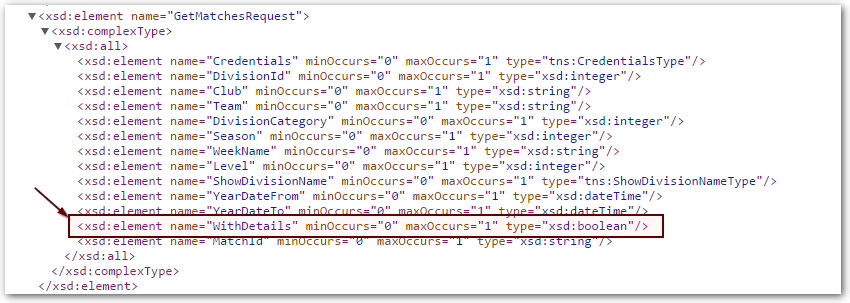 ▼<xsd:element name="GetMatchesRequest">
▼<xsd:complexType>
▼<xsd:all>
<xsd:element name="Credentials" minOccurs="0" maxOccurs="1" type="tns:CredentialsType"/>
<xsd:element name="DivisionId" minOccurs="0" maxOccurs="1" type="xsd:integer"/>
<xsd:element name="Club" minOccurs="0" maxOccurs="1" type="xsd:string"/>
<xsd:element name="Team" minOccurs="0" maxOccurs="1" type="xsd:string"/>
<xsd:element name="DivisionCategory" minOccurs="0" maxOccurs="1" type="xsd:integer"/>
<xsd:element name="Season" minOccurs="0" maxOccurs="1" type="xsd:integer"/>
<xsd:element name="WeekName" minOccurs="0" maxOccurs="1" type="xsd:string"/>
<xsd:element name="Level" minOccurs="0" maxOccurs="1" type="xsd:integer"/>
<xsd:element name="ShowDivisionName" minOccurs="0" maxOccurs="1" type="tns:ShowDivisionNameType"/>
<xsd:element name="YearDateFrom" minOccurs="0" maxOccurs="1" type="xsd:dateTime"/>
<xsd:element name="YearDateTo" minOccurs="0" maxOccurs="1" type="xsd:dateTime"/>
<xsd:element name="WithDetails" minOccurs="0" maxOccurs="1" type="xsd:boolean"/>
<xsd:element name="MatchId" minOccurs="0" maxOccurs="1" type="xsd:string"/>
</xsd:all>
</xsd:complexType>
</xsd:element>